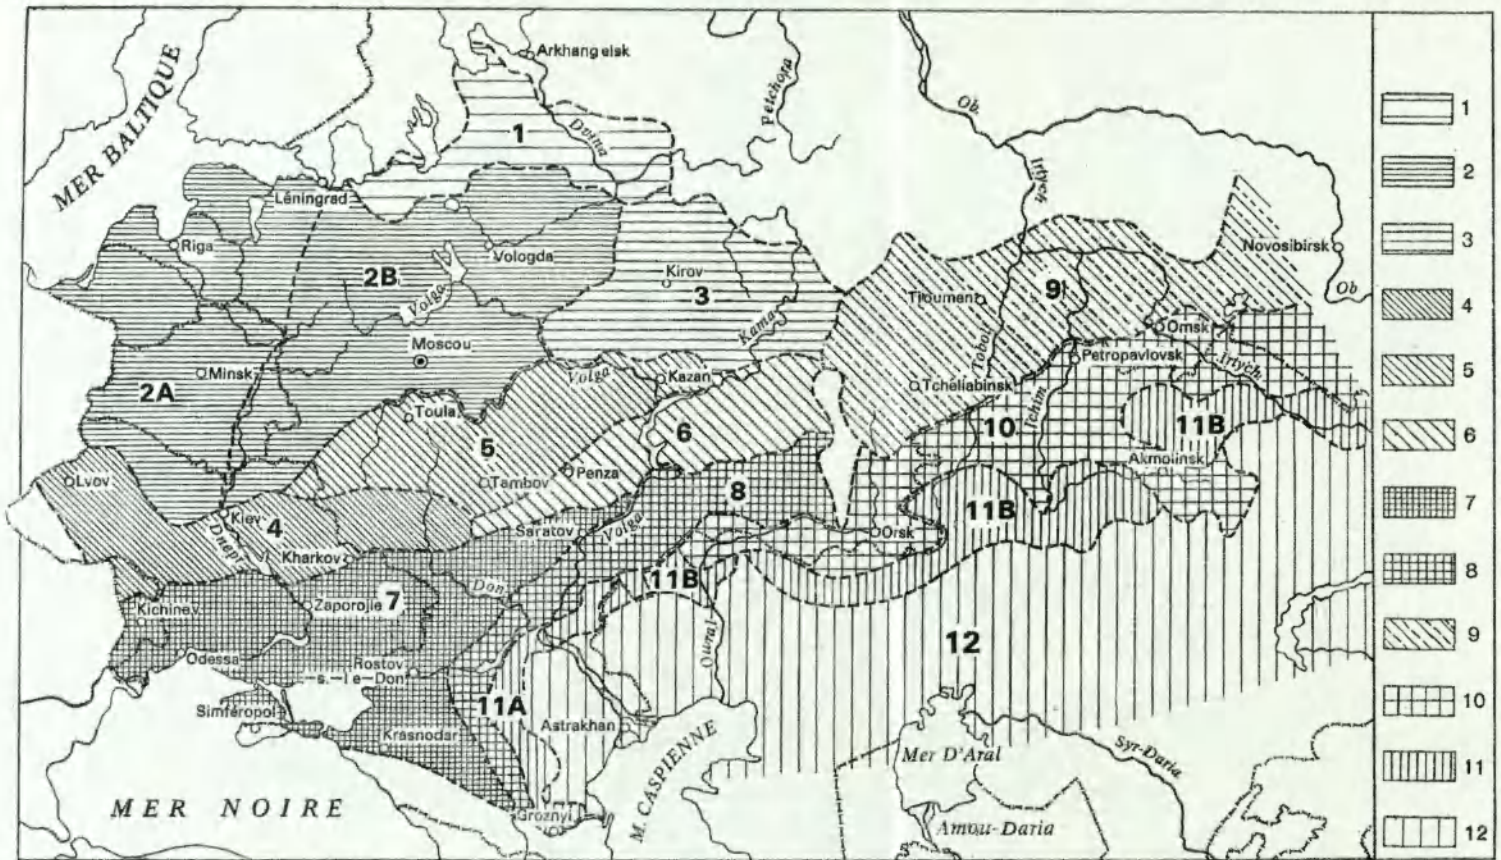 Arkhangelsk
Petchora
Ob.
MER BALTIQUE
1
Dvina
Irtych
Léningrad
Riga
Vologda
Novosibirsk
2B
Volga
Kirov
3
Kama
Tioumen
9
Ob
Moscou
Tobol
Omsk
Petropavlovsk
Irtych
Minsk
2A
Volga
Kazan
Tchéliabinsk
Ichim
Toula
6
10
11B
5
Akmolinsk
Lvov
Tambov
Penza
8
11B
Kiev
4
Saratov
Volga
Orsk
Dnepr
Kharkov
11B
Don
Kichinev
Zaporojie
7
Oural
12
Odessa
Rostov
-s.-le-Don
11A
Simféropol
Astrakhan
Krasnodar
M. CASPIENNE
Mer D'Aral
Syr-Daria
MER NOIRE
Groznyi
Amou-Daria
1
2
3
4
5
6
7
8
9
10
11
12